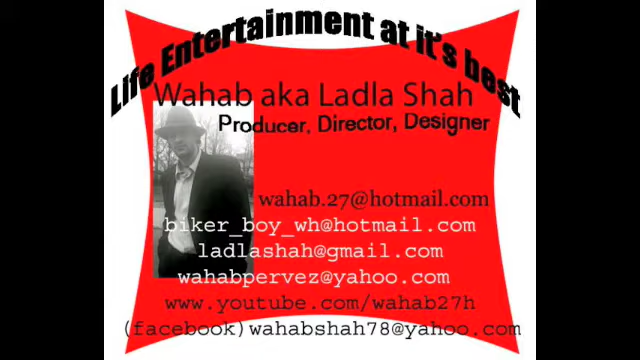 Life Entertainment at it's best
Wahab aka Ladla Shah
Producer, Director, Designer
wahab.27@hotmail.com
biker_boy_wh@hotmail.com
ladlashah@gmail.com
wahabpervez@yahoo.com
www.youtube.com/wahab27h
(facebook)wahabshah78@yahoo.com